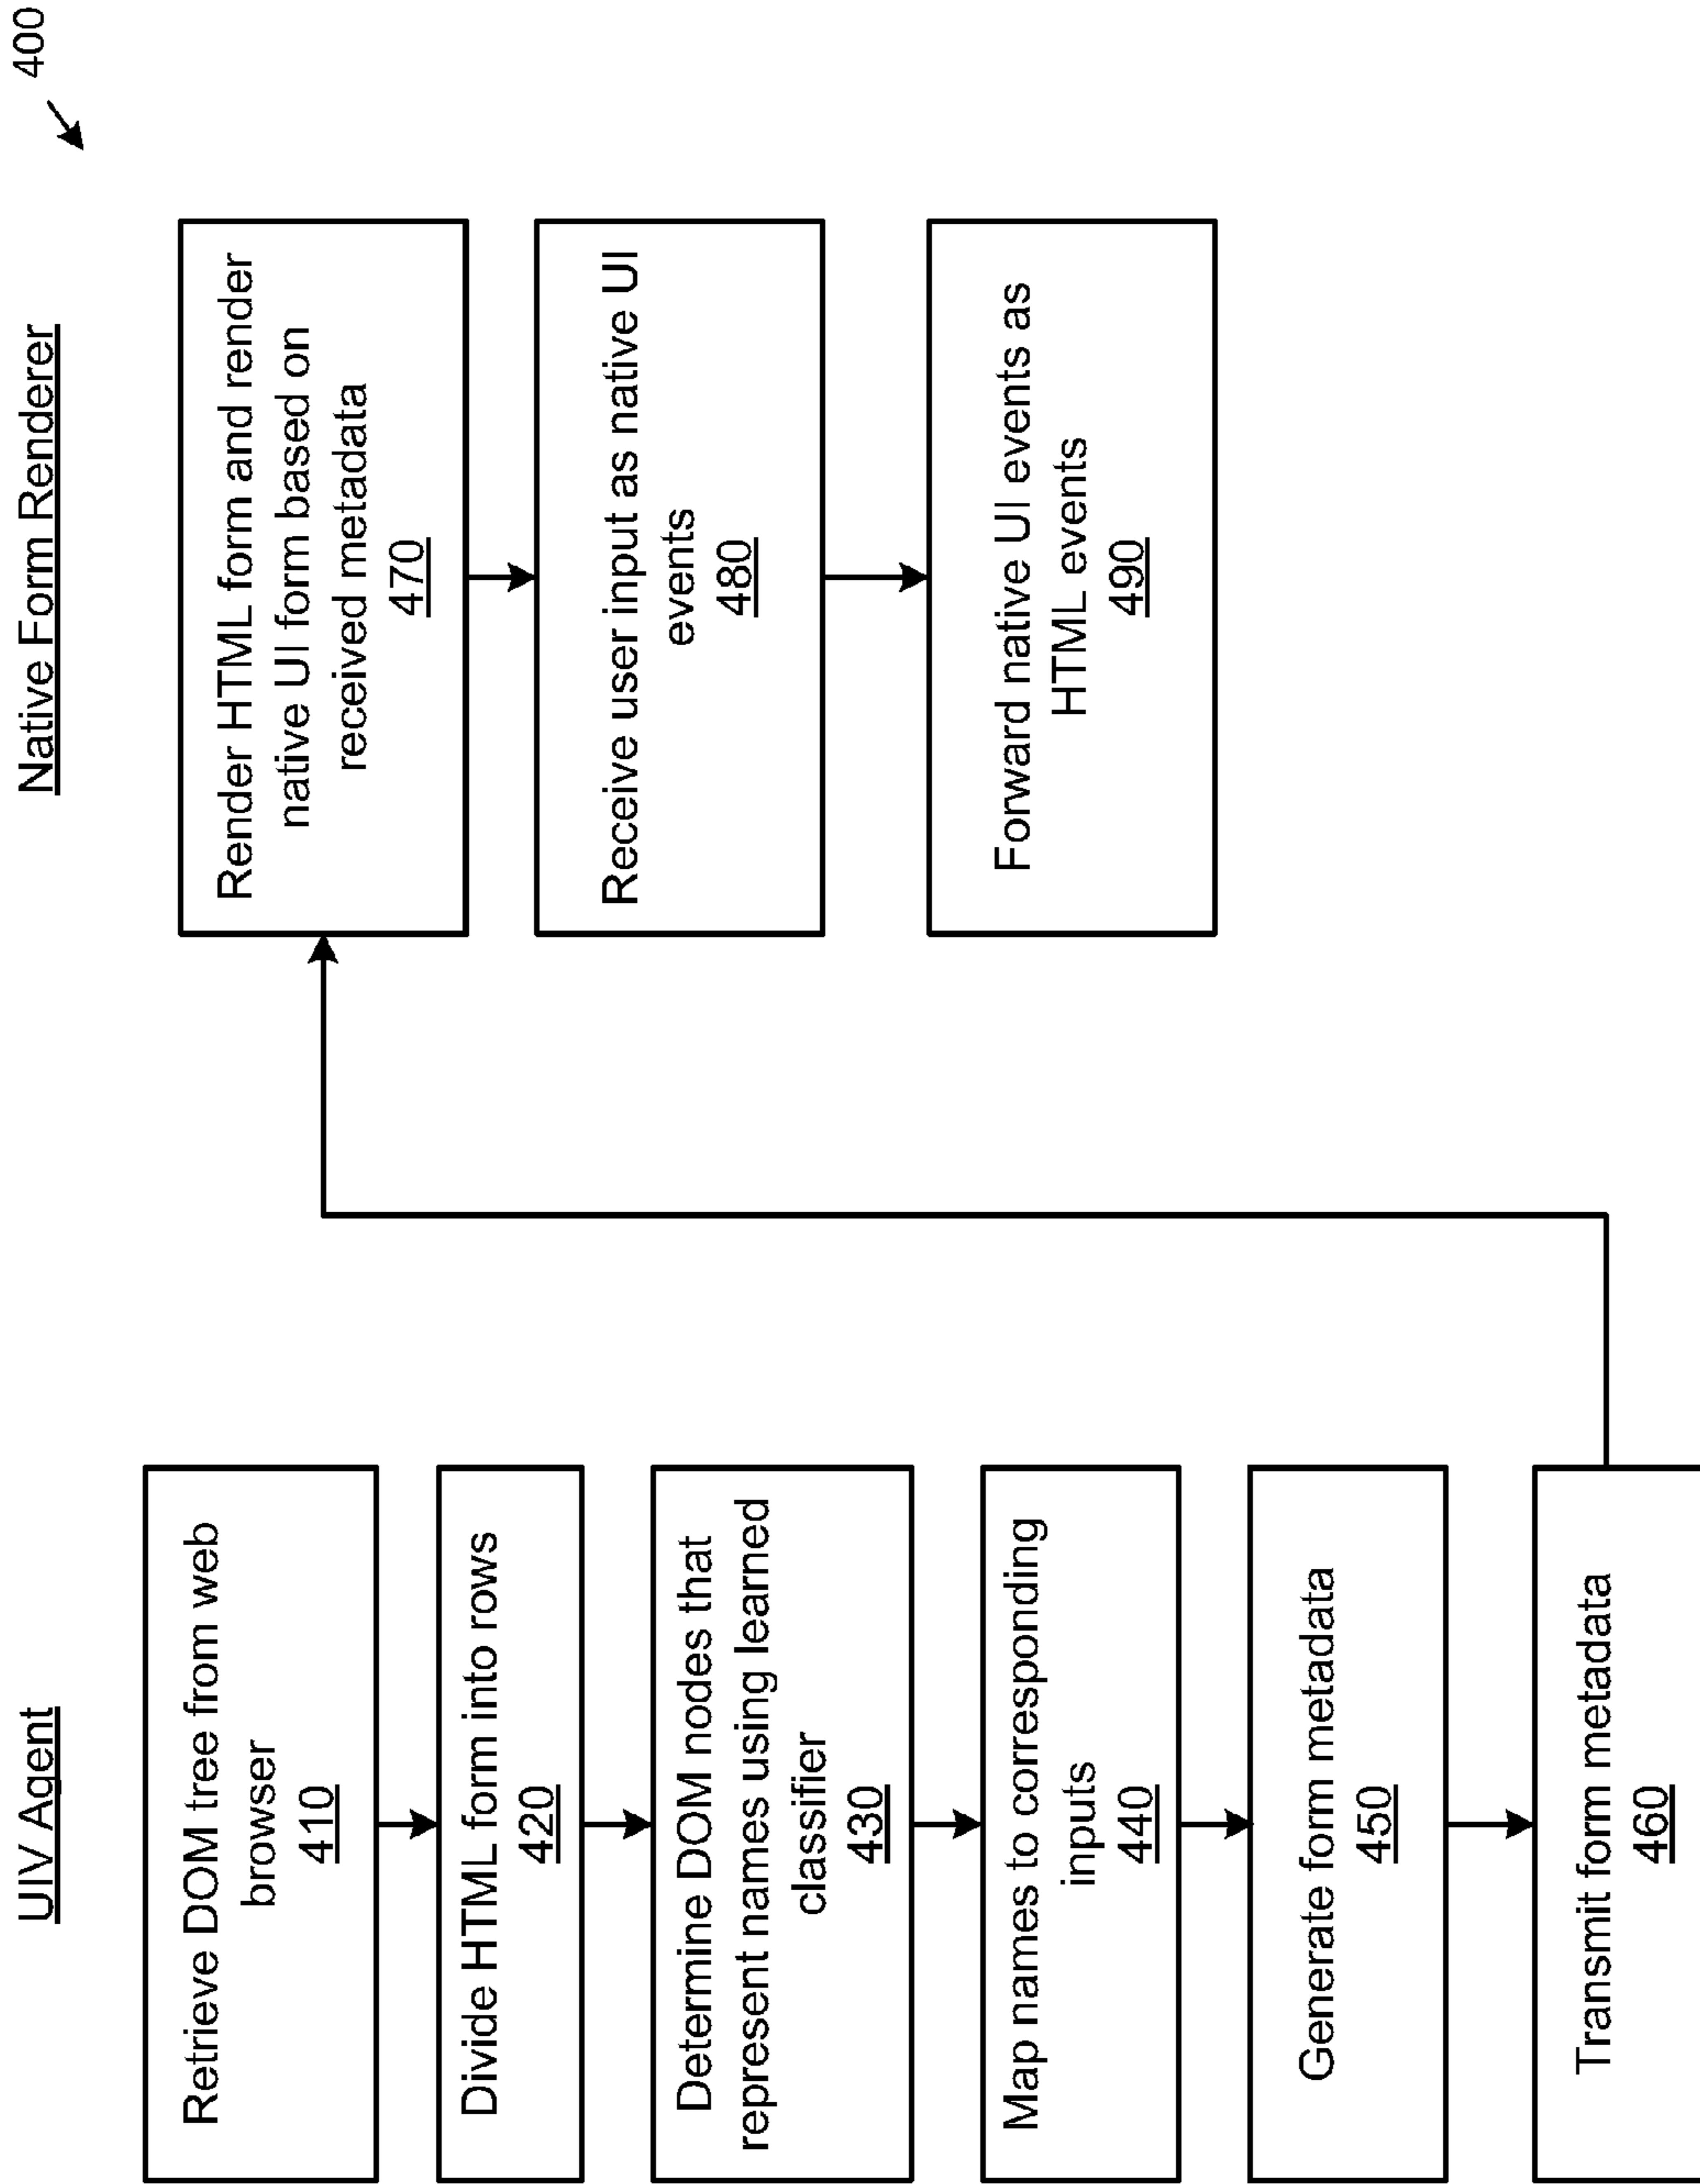 400
UIV Agent
Retrieve DOM tree from web
browser
410
Divide HTML form into rows
420
Determine DOM nodes that
represent names using learned
classifier
430
Map names to corresponding
inputs
440
Generate form metadata
450
Transmit form metadata
460
Native Form Renderer
Render HTML form and render
native UI form based on
received metadata
470
Receive user input as native UI
events
480
Forward native UI events as
HTML events
490